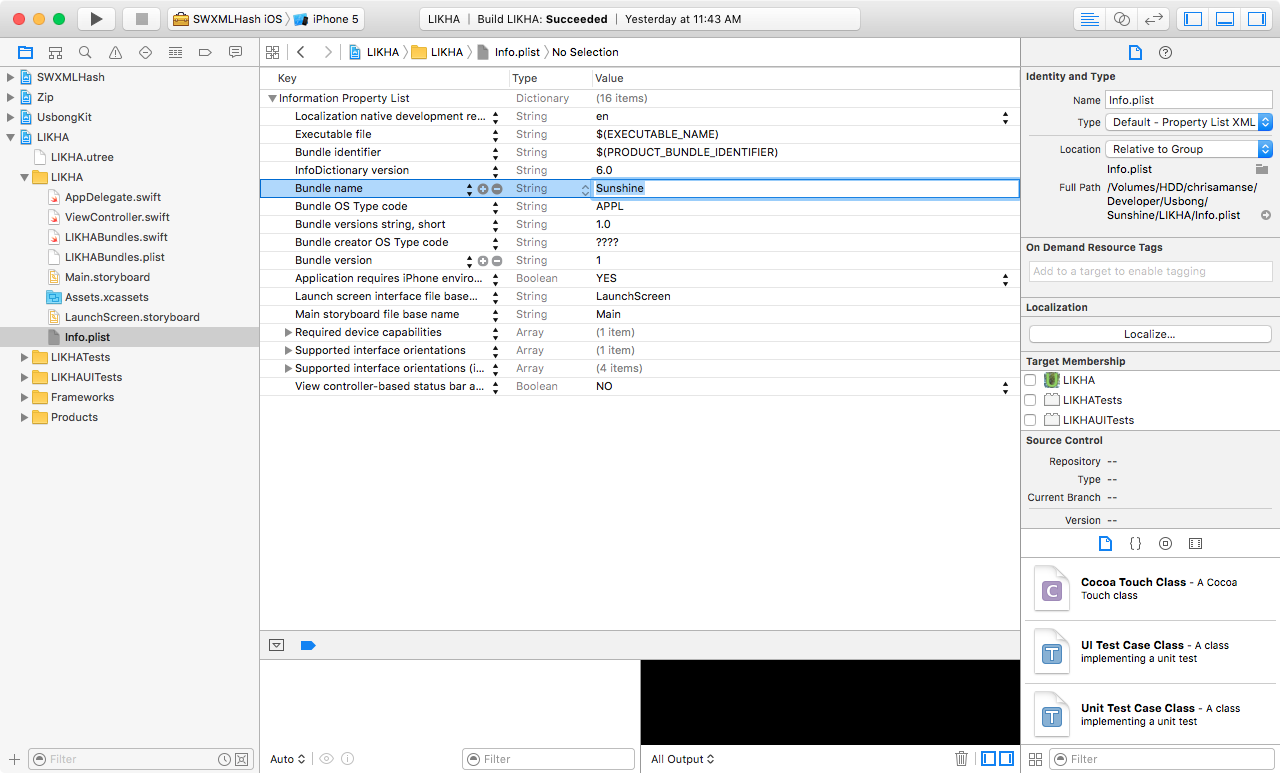 SWXMLHash iOS iPhone 5
LIKHA | Build LIKHA: Succeeded | Yesterday at 11:43 AM
LIKHA LIKHA Info.plist No Selection
SWXMLHash
Zip
UsbongKit
LIKHA
LIKHA.utree
LIKHA
AppDelegate.swift
ViewController.swift
LIKHABundles.swift
LIKHABundles.plist
Main.storyboard
Assets.xcassets
LaunchScreen.storyboard
Info.plist
LIKHATests
LIKHAUITests
Frameworks
Products
Filter
Key Type Value
Information Property List Dictionary (16 items)
Localization native development re... String en
Executable file String $(EXECUTABLE_NAME)
Bundle identifier String $(PRODUCT_BUNDLE_IDENTIFIER)
InfoDictionary version String 6.0
Bundle name String Sunshine
Bundle OS Type code String APPL
Bundle versions string, short String 1.0
Bundle creator OS Type code String ????
Bundle version String 1
Application requires iPhone enviro... Boolean YES
Launch screen interface file base... String LaunchScreen
Main storyboard file base name String Main
Required device capabilities Array (1 item)
Supported interface orientations Array (1 item)
Supported interface orientations (i... Array (4 items)
View controller-based status bar a... Boolean NO
Auto
Filter
All Output
Identity and Type
Name Info.plist
Type Default - Property List XML
Location Relative to Group
Info.plist
Full Path /Volumes/HDD/chrisamanse/
Developer/Usbong/
Sunshine/LIKHA/Info.plist
On Demand Resource Tags
Add to a target to enable tagging
Localization
Localize...
Target Membership
LIKHA
LIKHATests
LIKHAUITests
Source Control
Repository --
Type --
Current Branch --
Version --
{}
C
Cocoa Touch Class - A Cocoa
Touch class
T
UI Test Case Class - A class
implementing a unit test
T
Unit Test Case Class - A class
implementing a unit test
Filter